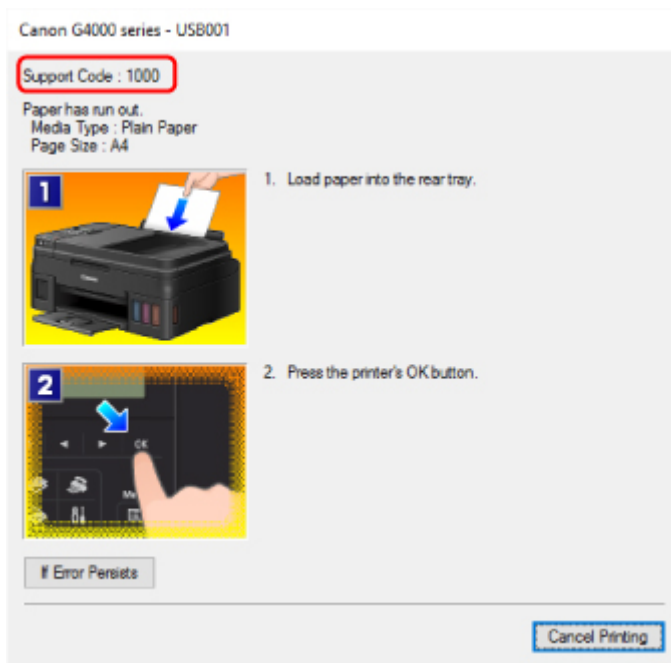 Canon G4000 series - USB001
Support Code : 1000
Paper has run out.
Media Type : Plain Paper
Page Size : A4
1
1. Load paper into the rear tray.
2
2. Press the printer's OK button.
OK
If Error Persists
Cancel Printing